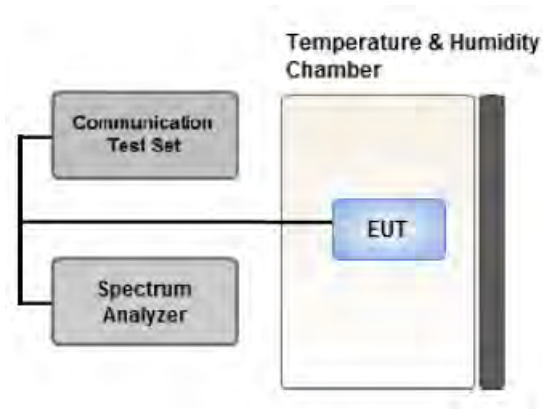 Temperature & Humidity
Chamber
Communication
Test Set
EUT
Spectrum
Analyzer